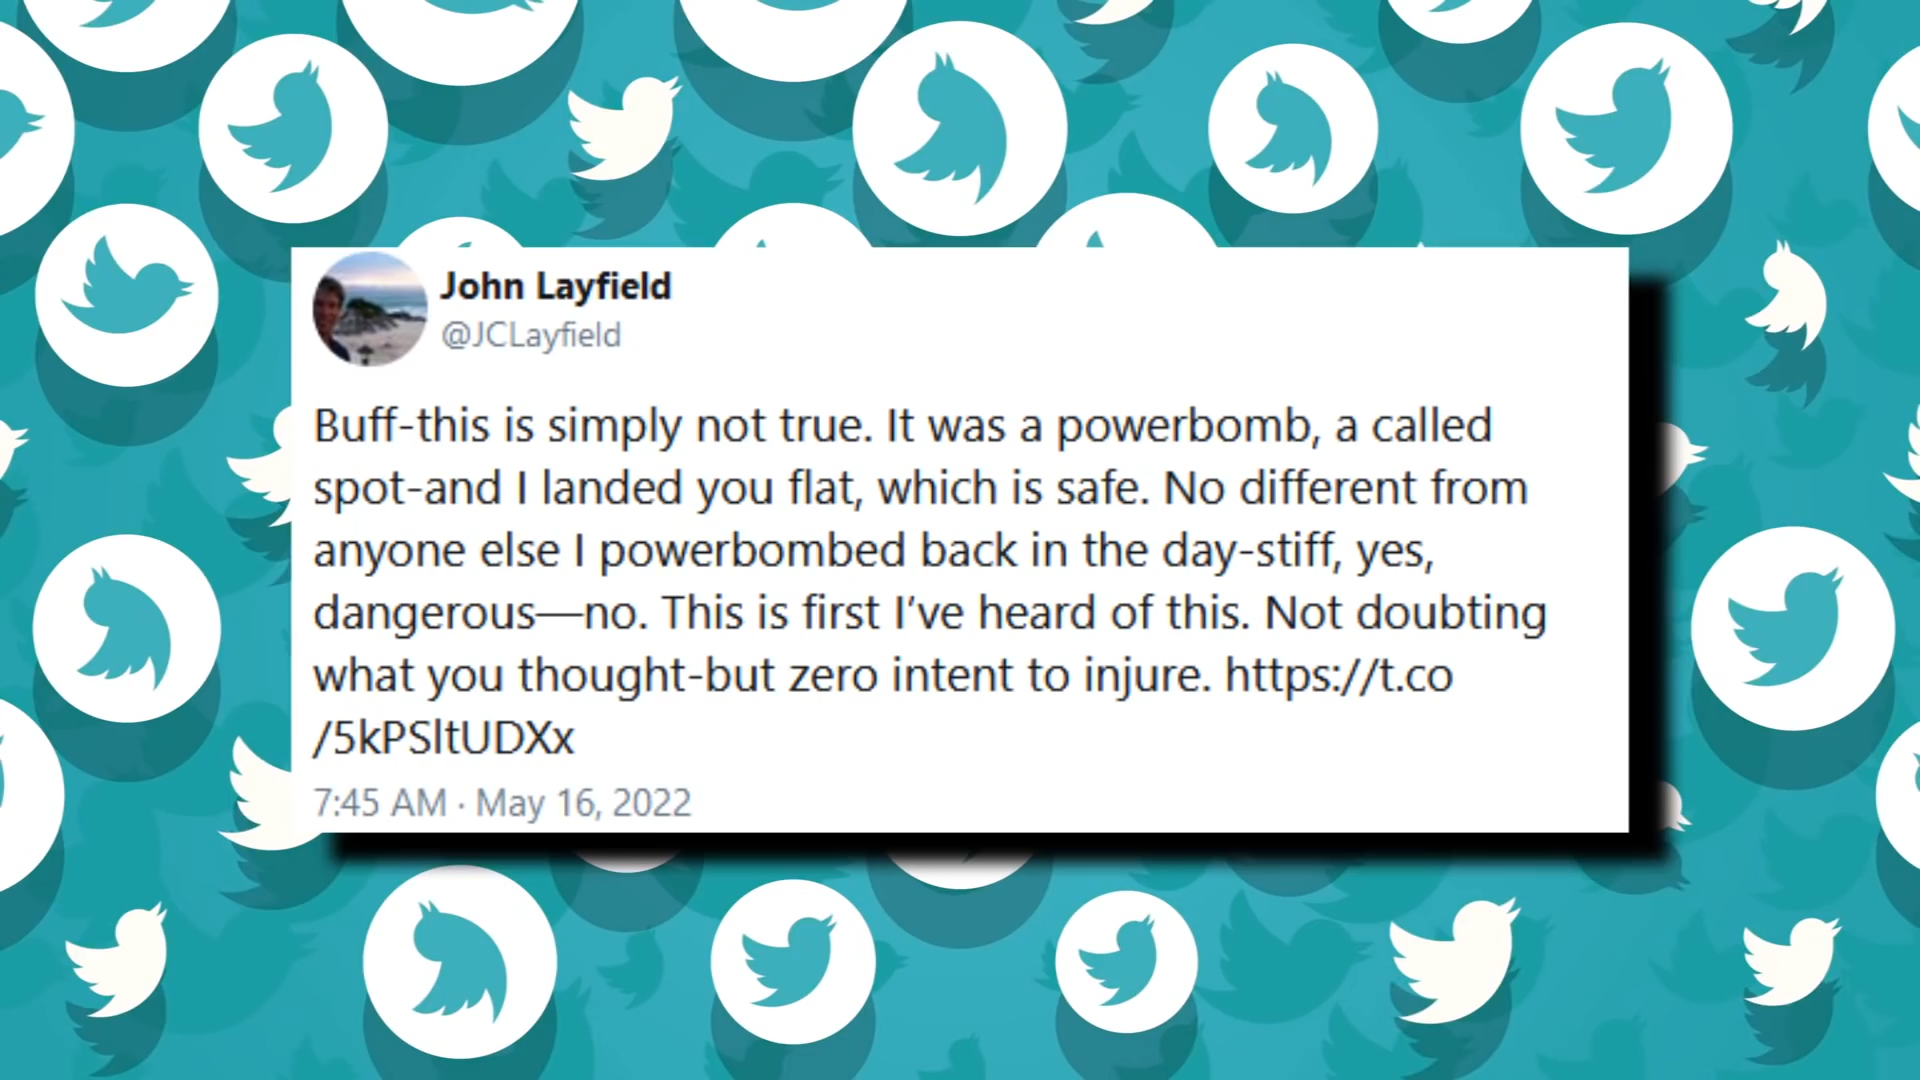 John Layfield
@JCLayfield
Buff-this is simply not true. It was a powerbomb, a called
spot-and I landed you flat, which is safe. No different from
anyone else I powerbombed back in the day-stiff, yes,
dangerous—no. This is first I’ve heard of this. Not doubting
what you thought-but zero intent to injure. https://t.co
/5kPSltUDXx
7:45 AM · May 16, 2022